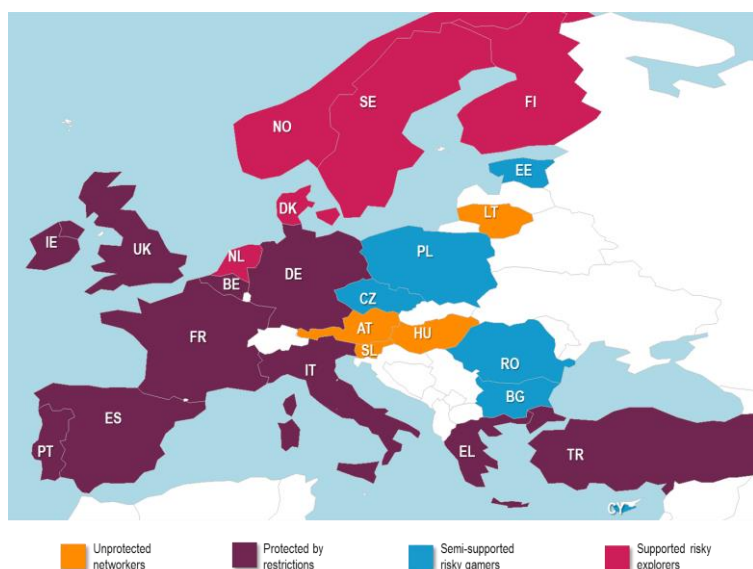 SE
FI
NO
EE
DK
LT
IE
UK
NL
PL
DE
BE
CZ
FR
AT
HU
SL
IT
RO
BG
ES
PT
EL
TR
CY
Unprotected
networkers
Protected by
restrictions
Semi-supported
risky gamers
Supported risky
explorers